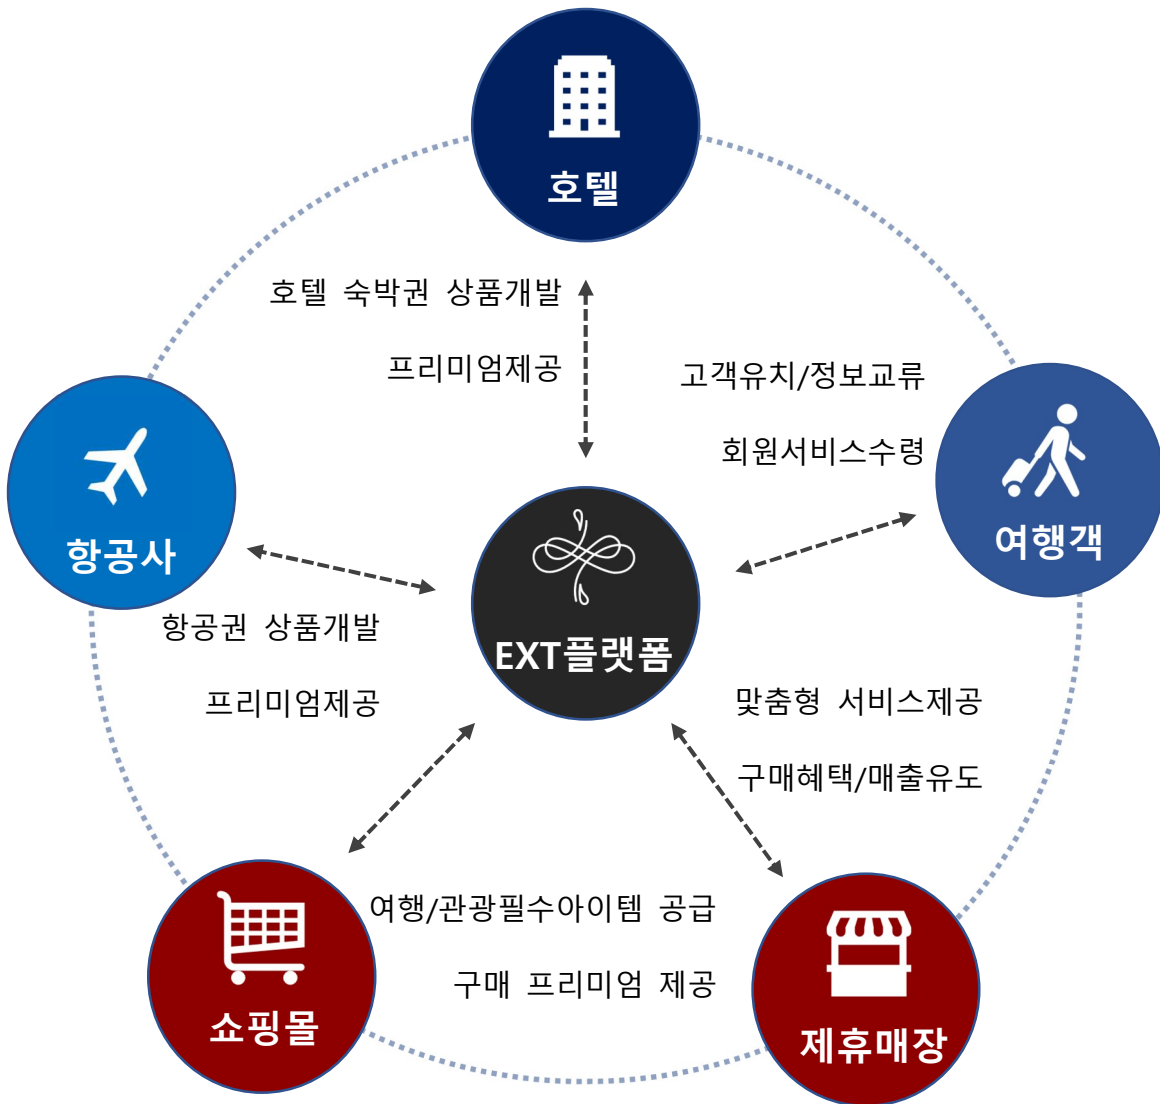 호텔
호텔 숙박권 상품개발
프리미엄제공
고객유치/정보교류
회원서비스수령
여행객
항공사
항공권 상품개발
프리미엄제공
EXT플랫폼
맞춤형 서비스제공
구매혜택/매출유도
여행/관광필수아이템 공급
구매 프리미엄 제공
쇼핑몰
제휴매장